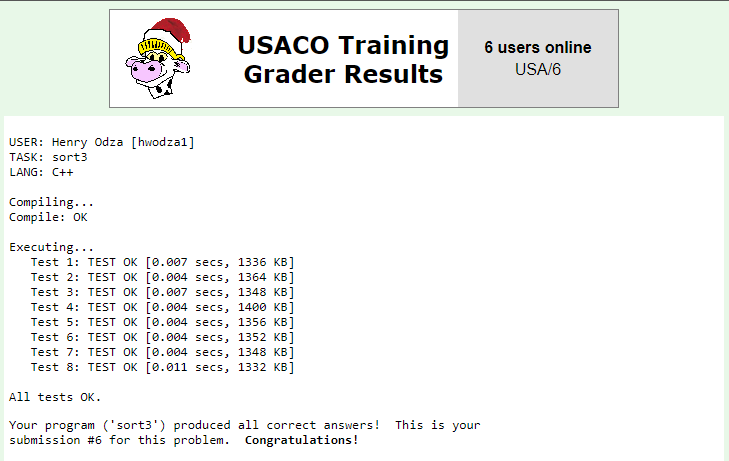 USACO Training
Grader Results
6 users online
USA/6
USER: Henry Odza [hwodza1]
TASK: sort3
LANG: C++
Compiling...
Compile: OK
Executing...
Test 1: TEST OK [0.007 secs, 1336 KB]
Test 2: TEST OK [0.004 secs, 1364 KB]
Test 3: TEST OK [0.007 secs, 1348 KB]
Test 4: TEST OK [0.004 secs, 1400 KB]
Test 5: TEST OK [0.004 secs, 1356 KB]
Test 6: TEST OK [0.004 secs, 1352 KB]
Test 7: TEST OK [0.004 secs, 1348 KB]
Test 8: TEST OK [0.011 secs, 1332 KB]
All tests OK.
Your program ('sort3') produced all correct answers!  This is your
submission #6 for this problem.  Congratulations!